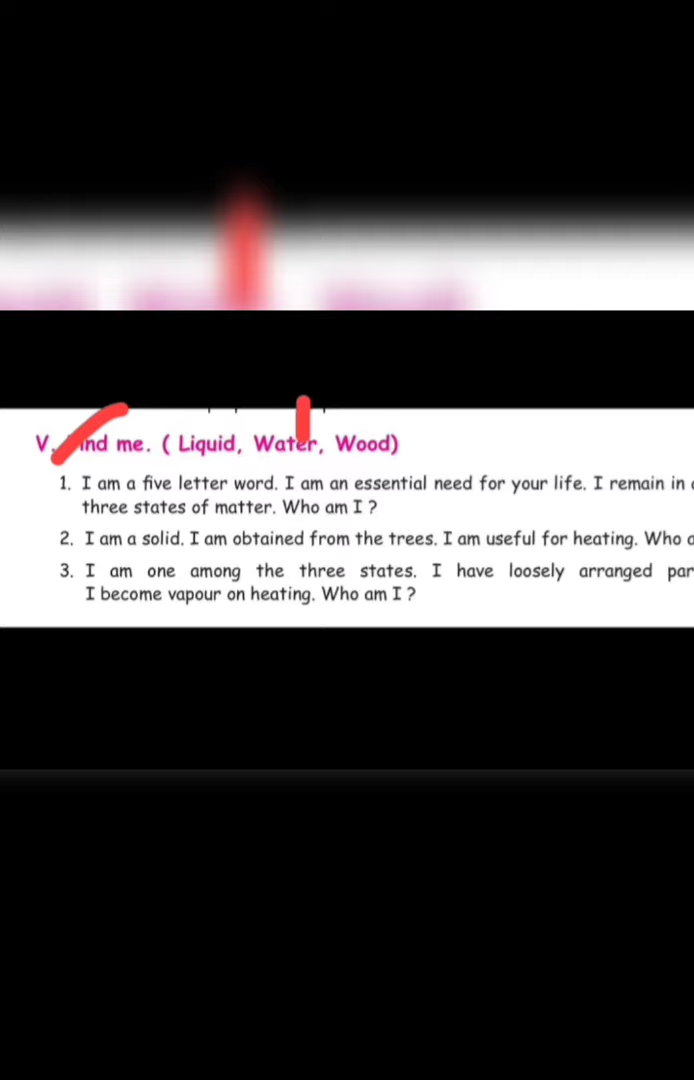 V. Find me. ( Liquid, Water, Wood)
1. I am a five letter word. I am an essential need for your life. I remain in
three states of matter. Who am I ?
2. I am a solid. I am obtained from the trees. I am useful for heating. Who
3. I am one among the three states. I have loosely arranged
I become vapour on heating. Who am I ?